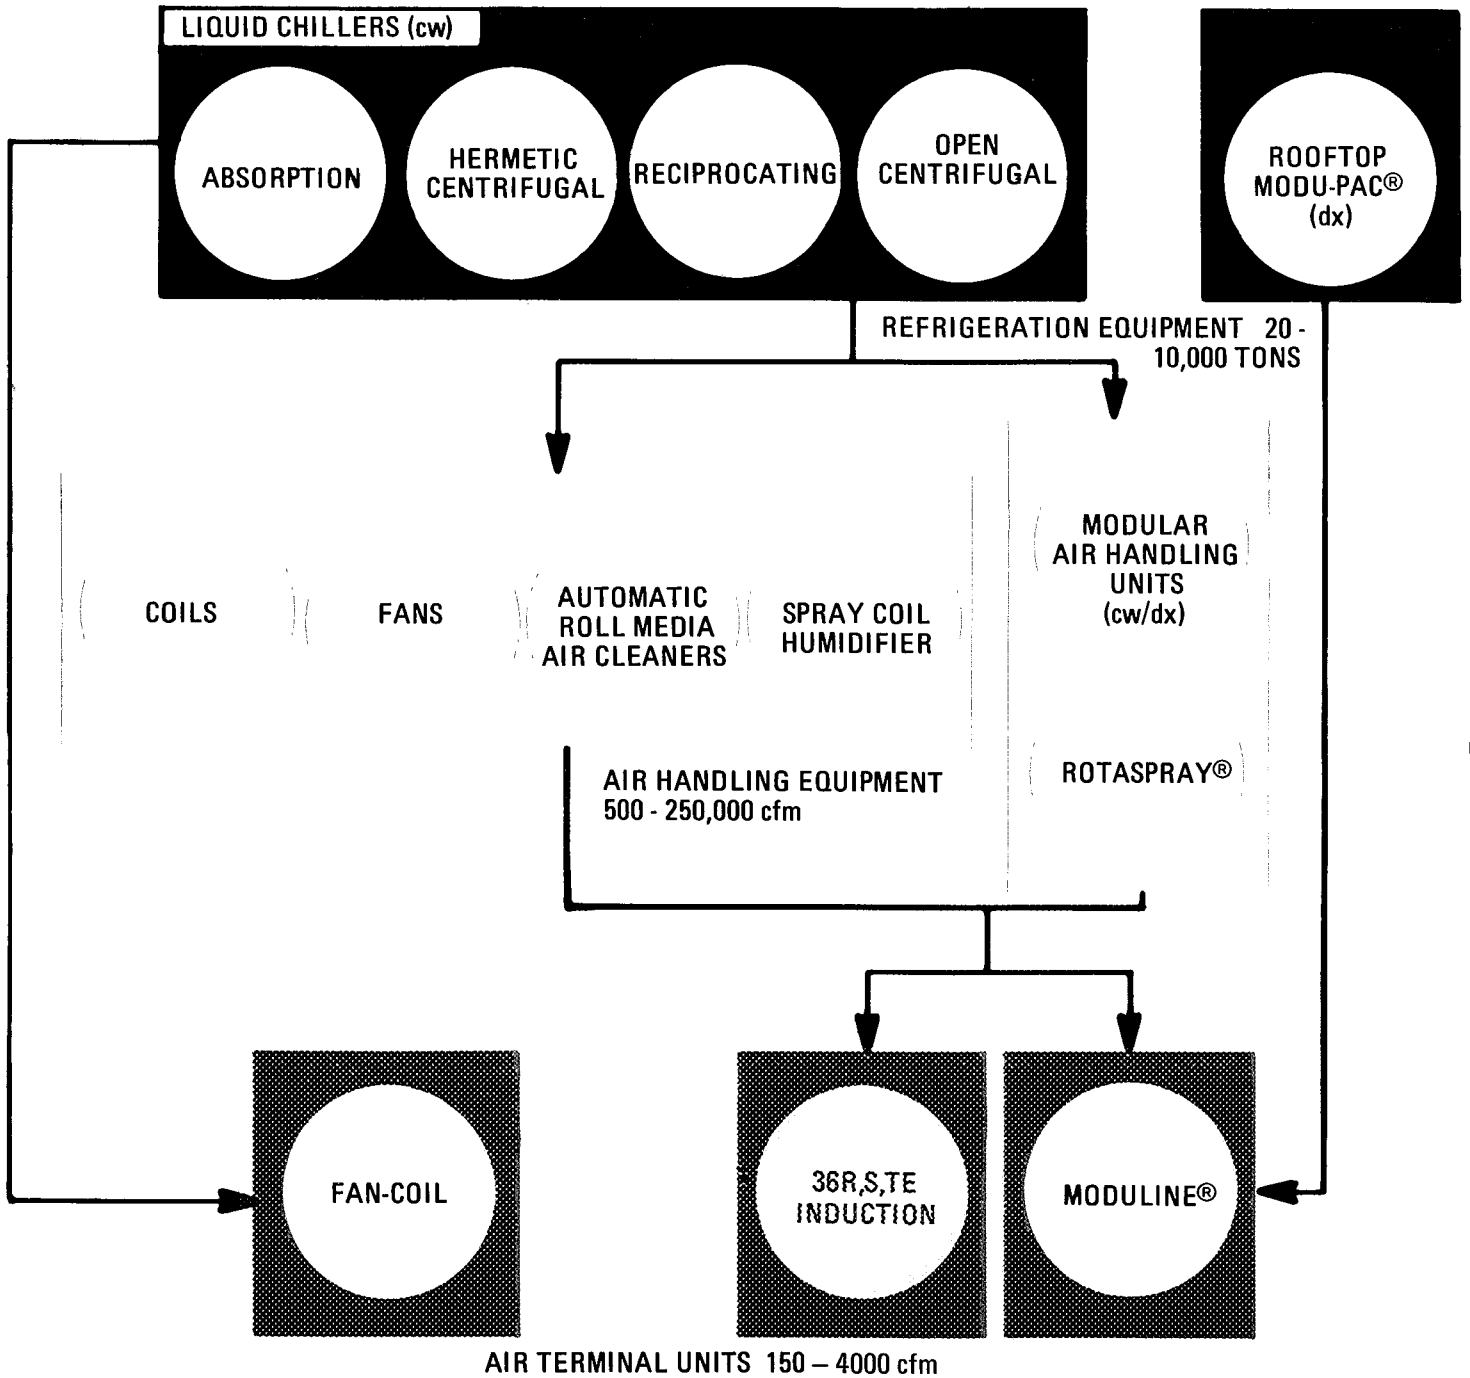 LIQUID CHILLERS (cw)
ABSORPTION
HERMETIC
CENTRIFUGAL
RECIPROCATING
OPEN
CENTRIFUGAL
ROOFTOP
MODU-PAC®
(dx)
REFRIGERATION EQUIPMENT 20 -
10,000 TONS
COILS
FANS
AUTOMATIC
ROLL MEDIA
AIR CLEANERS
SPRAY COIL
HUMIDIFIER
MODULAR
AIR HANDLING
UNITS
(cw/dx)
ROTASPRAY®
AIR HANDLING EQUIPMENT
500 - 250,000 cfm
FAN-COIL
36R,S,TE
INDUCTION
MODULINE®
AIR TERMINAL UNITS 150 – 4000 cfm